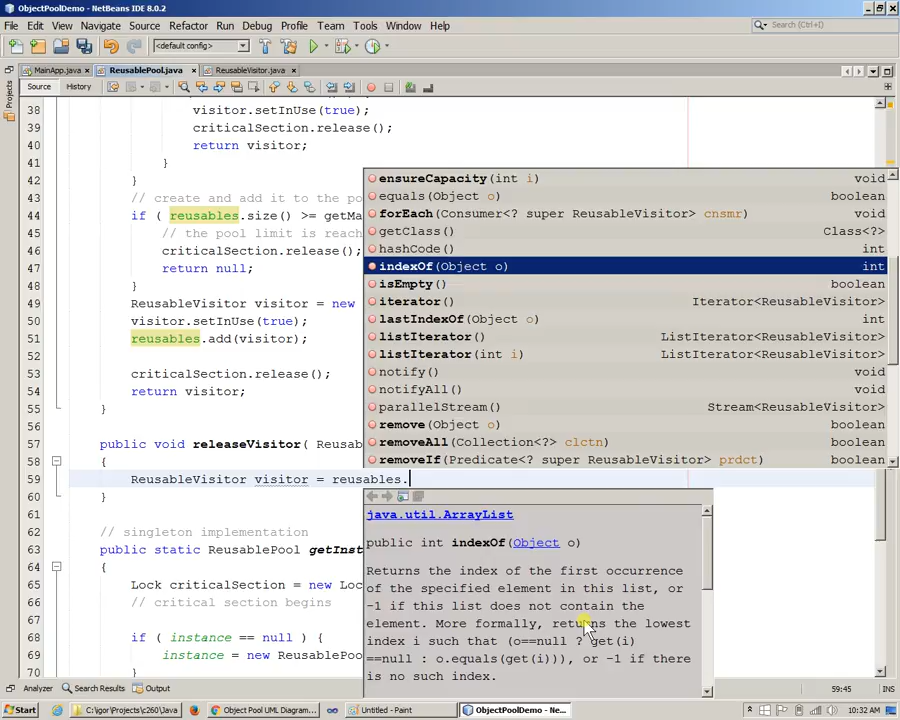 ObjectPoolDemo - NetBeans IDE 8.0.2
File Edit View Navigate Source Refactor Run Debug Profile Team Tools Window Help
Search (Ctrl+I)
<default config>
MainApp.java ReusablePool.java ReusableVisitor.java
Source History
Projects
38 visitor.setInUse(true);
39 criticalSection.release();
40 return visitor;
41 }
42 }
43 // create and add it to the po
44 if ( reusables.size() >= getMa
45 // the pool limit is reach
46 criticalSection.release();
47 return null;
48 }
49 ReusableVisitor visitor = new
50 visitor.setInUse(true);
51 reusables.add(visitor);
52
53 criticalSection.release();
54 return visitor;
55 }
56
57 public void releaseVisitor( Reusa
58 {
59 ReusableVisitor visitor = reusables.
60 }
61
62 // singleton implementation
63 public static ReusablePool getInst
64 {
65 Lock criticalSection = new Loc
66 // critical section begins
67
68 if ( instance == null ) {
69 instance = new ReusablePoo
70 }
ensureCapacity(int i) void
equals(Object o) boolean
forEach(Consumer<? super ReusableVisitor> cnsmr) void
getClass() Class<?>
hashCode() int
indexOf(Object o) int
isEmpty() boolean
iterator() Iterator<ReusableVisitor>
lastIndexOf(Object o) int
listIterator() ListIterator<ReusableVisitor>
listIterator(int i) ListIterator<ReusableVisitor>
notify() void
notifyAll() void
parallelStream() Stream<ReusableVisitor>
remove(Object o) boolean
removeAll(Collection<?> clctn) boolean
removeIf(Predicate<? super ReusableVisitor> prdct) boolean
java.util.ArrayList
public int indexOf(Object o)
Returns the index of the first occurrence
of the specified element in this list, or
-1 if this list does not contain the
element. More formally, returns the lowest
index i such that (o==null ? get(i)
==null : o.equals(get(i))), or -1 if there
is no such index.
Analyzer Search Results Output
59:45 INS
Start C:\igor\Projects\c260\Java Object Pool UML Diagram... Untitled - Paint ObjectPoolDemo 10:32 AM